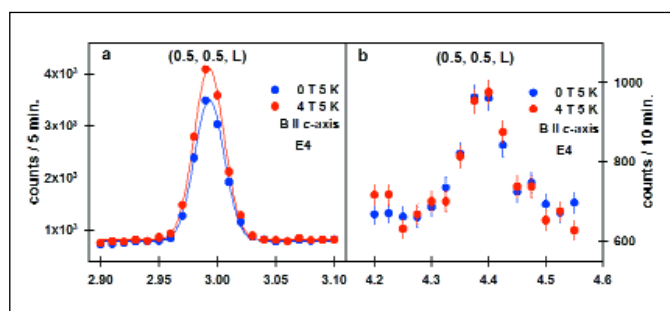 a
(0.5, 0.5, L)
b
(0.5, 0.5, L)
4x10³
3x10³
2x10³
1x10³
counts / 5 min.
0 T 5 K
4 T 5 K
B II c-axis
E4
0 T 5 K
4 T 5 K
B II c-axis
E4
1000
800
600
counts / 10 min.
2.90
2.95
3.00
3.05
3.10
4.2
4.3
4.4
4.5
4.6